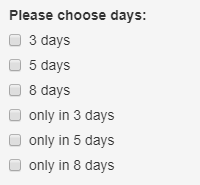 Please choose days:
3 days
5 days
8 days
only in 3 days
only in 5 days
only in 8 days